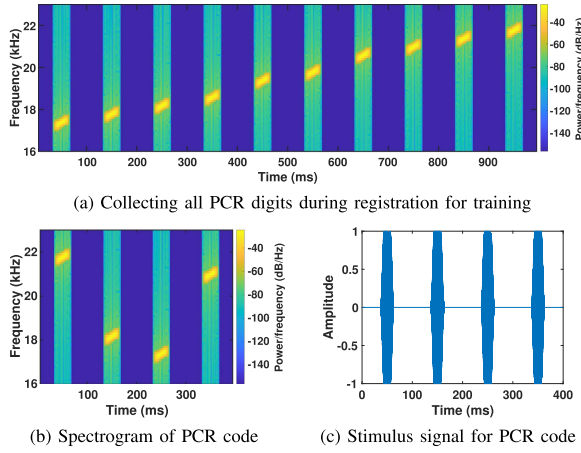 22
20
18
16
Frequency (kHz)
100 200 300 400 500 600 700 800 900
Time (ms)
-40
-60
-80
-100
-120
-140
Power/frequency (dB/Hz)
(a) Collecting all PCR digits during registration for training
22
20
18
16
Frequency (kHz)
100 200 300
Time (ms)
-40
-60
-80
-100
-120
-140
Power/frequency (dB/Hz)
(b) Spectrogram of PCR code
1
0.5
0
-0.5
-1
Amplitude
0 100 200 300 400
Time (ms)
(c) Stimulus signal for PCR code